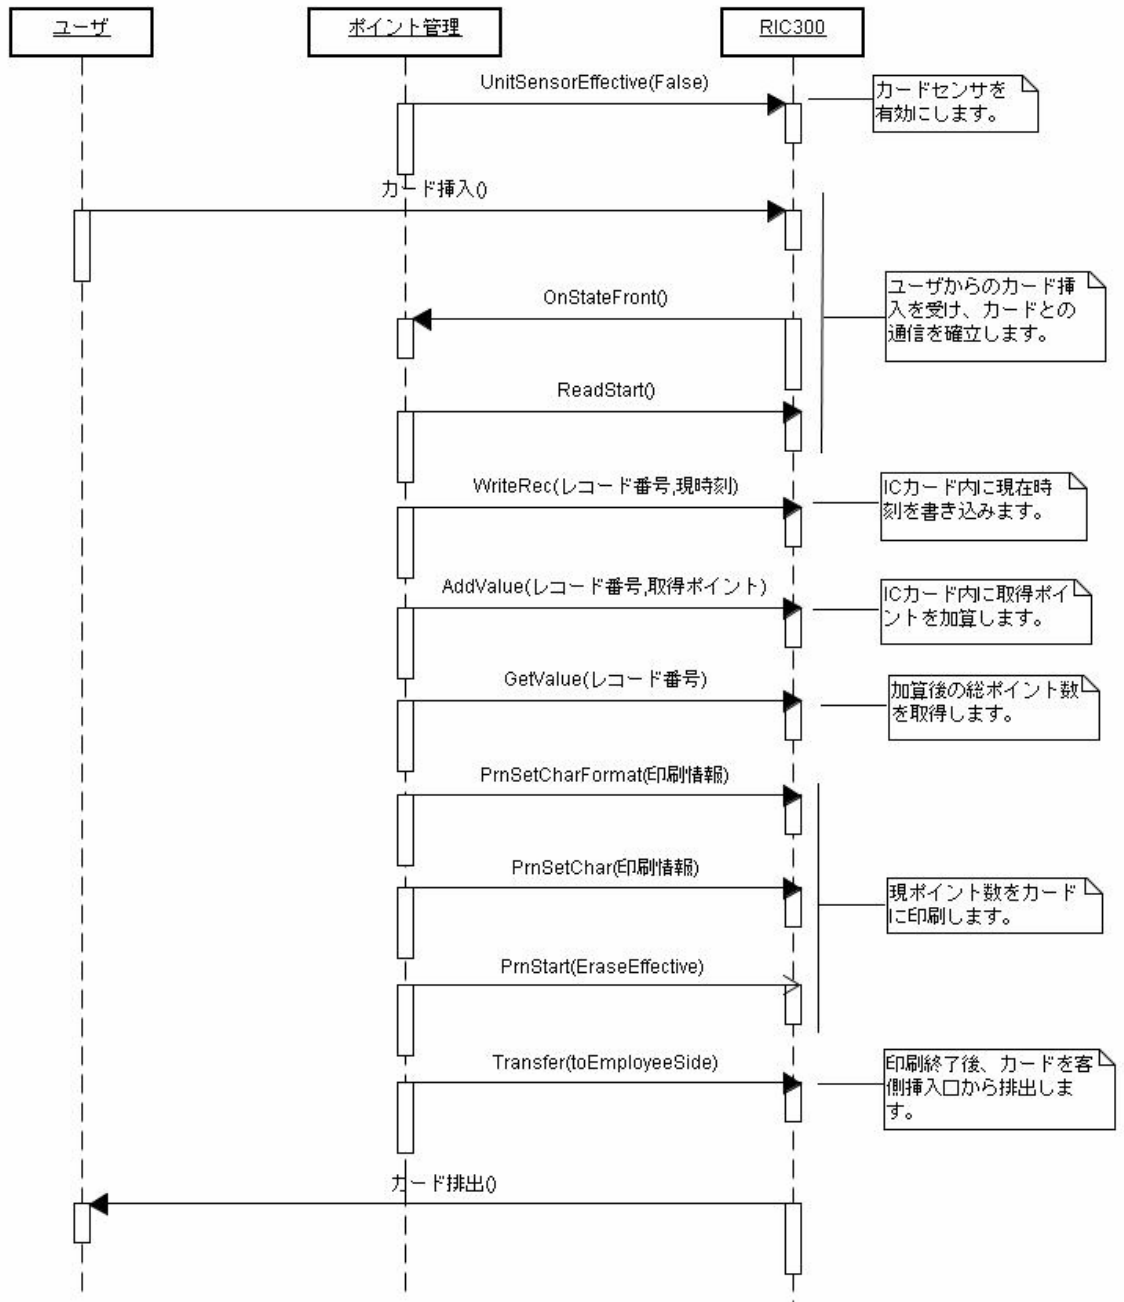 ユーザ
ポイント管理
RIC300
UnitSensorEffective(False)
カードセンサを
有効にします。
カード挿入()
ユーザからのカード挿
入を受け、カードとの
通信を確立します。
OnStateFront()
ReadStart()
WriteRec(レコード番号,現時刻)
ICカード内に現在時
刻を書き込みます。
AddValue(レコード番号,取得ポイント)
ICカード内に取得ポイ
ントを加算します。
GetValue(レコード番号)
加算後の総ポイント数
を取得します。
PrnSetCharFormat(印刷情報)
PrnSetChar(印刷情報)
現ポイント数をカード
に印刷します。
PrnStart(EraseEffective)
Transfer(toEmployeeSide)
印刷終了後、カードを客
側挿入口から排出しま
す。
カード排出()